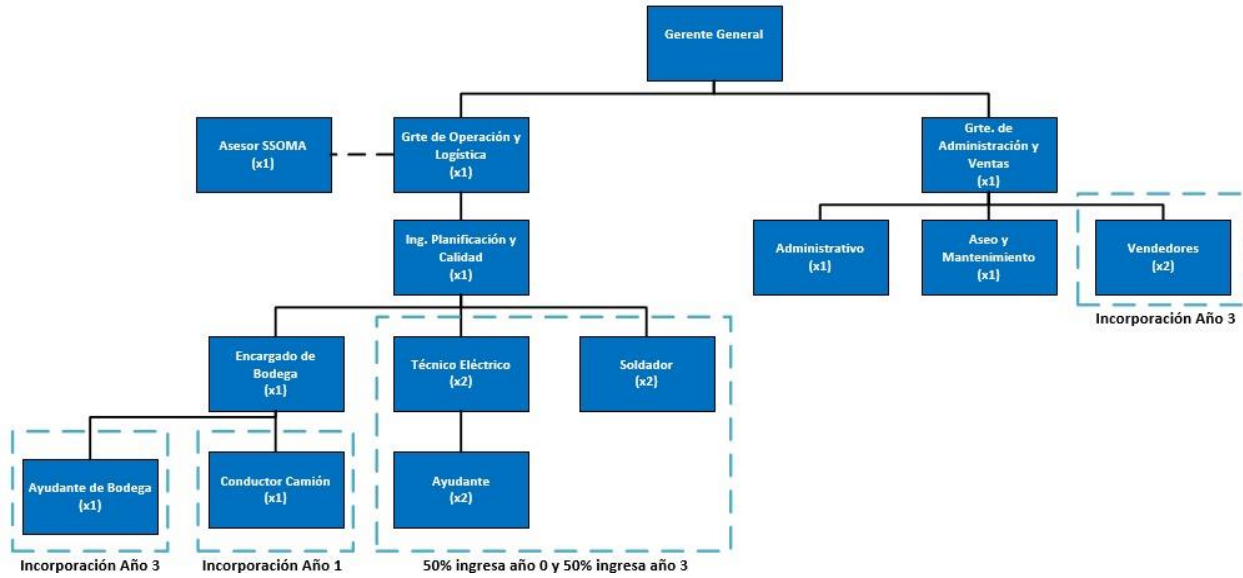 Gerente General
Asesor SSOMA
(x1)
Grte de Operación y
Logística
(x1)
Grte. de
Administración y
Ventas
(x1)
Ing. Planificación y
Calidad
(x1)
Administrativo
(x1)
Aseo y
Mantenimiento
(x1)
Vendedores
(x2)
Incorporación Año 3
Encargado de
Bodega
(x1)
Técnico Eléctrico
(x2)
Soldador
(x2)
Ayudante de Bodega
(x1)
Conductor Camión
(x1)
Ayudante
(x2)
Incorporación Año 3
Incorporación Año 1
50% ingresa año 0 y 50% ingresa año 3